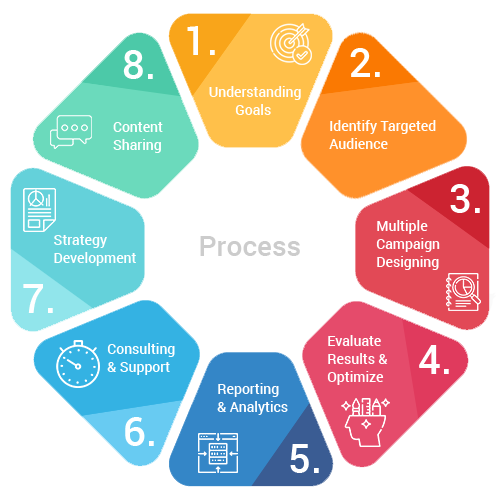 1.
Understanding
Goals
2.
Identify Targeted
Audience
3.
Multiple
Campaign
Designing
4.
Evaluate
Results &
Optimize
5.
Reporting
& Analytics
6.
Consulting
& Support
7.
Strategy
Development
8.
Content
Sharing
Process